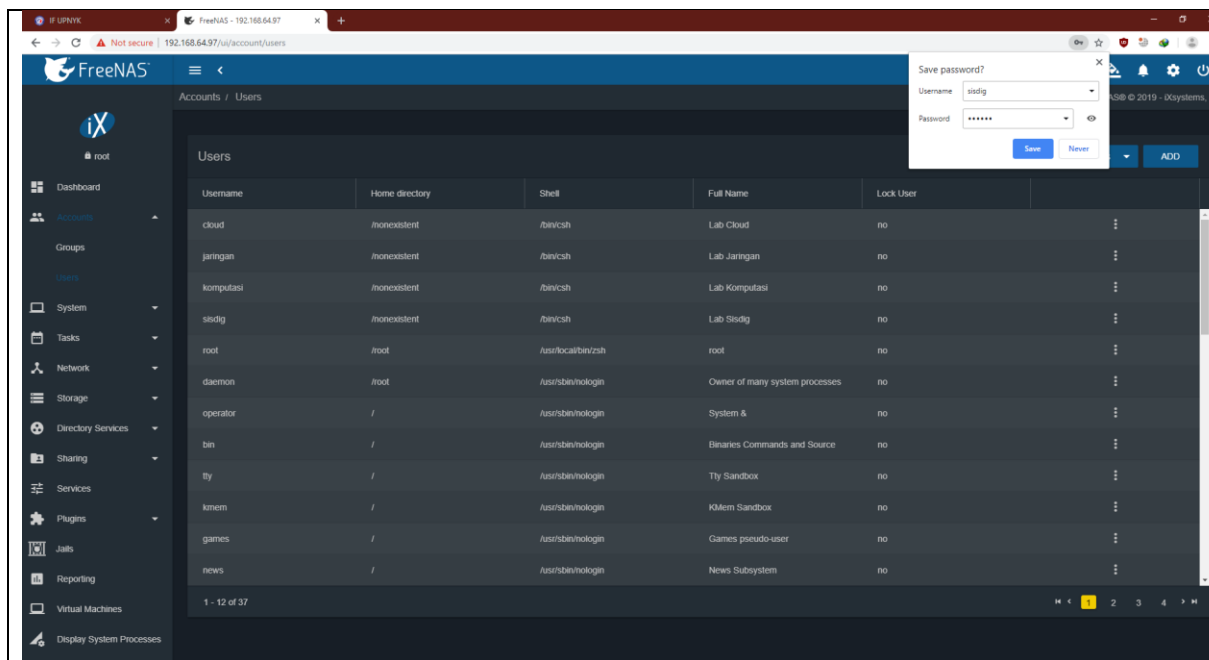 IF UPNYK
FreeNAS - 192.168.64.97
Not secure | 192.168.64.97/ui/account/users
FreeNAS
Accounts / Users
AS® © 2019 - iXsystems,
Save password?
Username sisdig
Password ••••••
Save Never
iX
root
Users
ADD
Username Home directory Shell Full Name Lock User
cloud /nonexistent /bin/csh Lab Cloud no
jaringan /nonexistent /bin/csh Lab Jaringan no
komputasi /nonexistent /bin/csh Lab Komputasi no
sisdig /nonexistent /bin/csh Lab Sisdig no
root /root /usr/local/bin/zsh root no
daemon /root /usr/sbin/nologin Owner of many system processes no
operator / /usr/sbin/nologin System & no
bin / /usr/sbin/nologin Binaries Commands and Source no
tty / /usr/sbin/nologin Tty Sandbox no
kmem / /usr/sbin/nologin KMem Sandbox no
games / /usr/sbin/nologin Games pseudo-user no
news / /usr/sbin/nologin News Subsystem no
1 - 12 of 37
1 2 3 4
Dashboard
Accounts
Groups
Users
System
Tasks
Network
Storage
Directory Services
Sharing
Services
Plugins
Jails
Reporting
Virtual Machines
Display System Processes